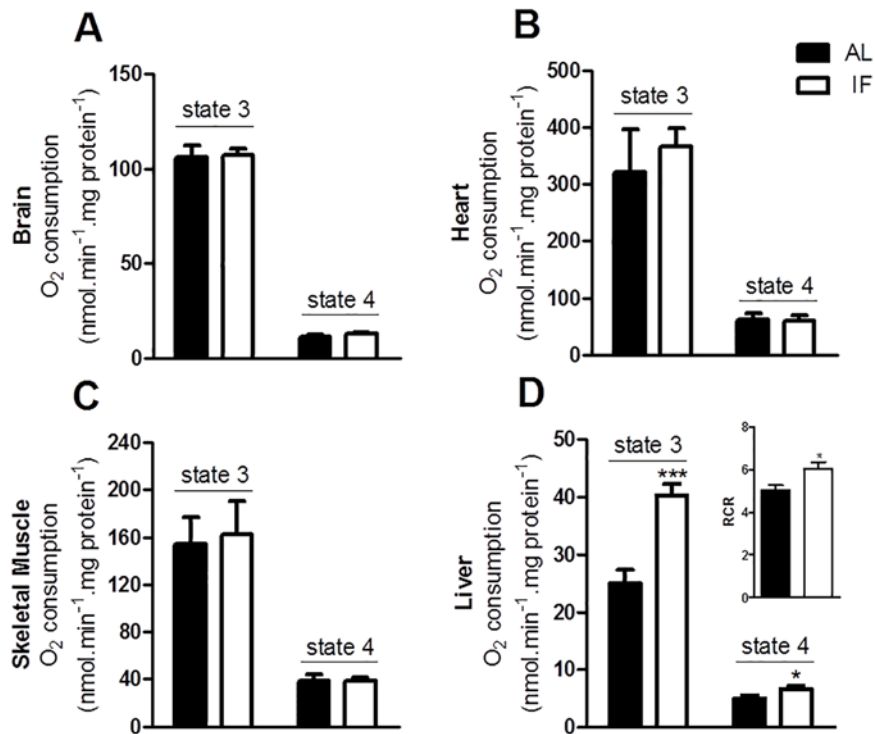 A
Brain
O₂ consumption
(nmol.min⁻¹.mg protein⁻¹)
150
100
50
0
state 3
state 4
B
Heart
O₂ consumption
(nmol.min⁻¹.mg protein⁻¹)
500
400
300
200
100
0
state 3
state 4
AL
IF
C
Skeletal Muscle
O₂ consumption
(nmol.min⁻¹.mg protein⁻¹)
240
200
160
120
80
40
0
state 3
state 4
D
Liver
O₂ consumption
(nmol.min⁻¹.mg protein⁻¹)
50
40
30
20
10
0
state 3
***
state 4
*
RCR
8
6
4
2
0
*